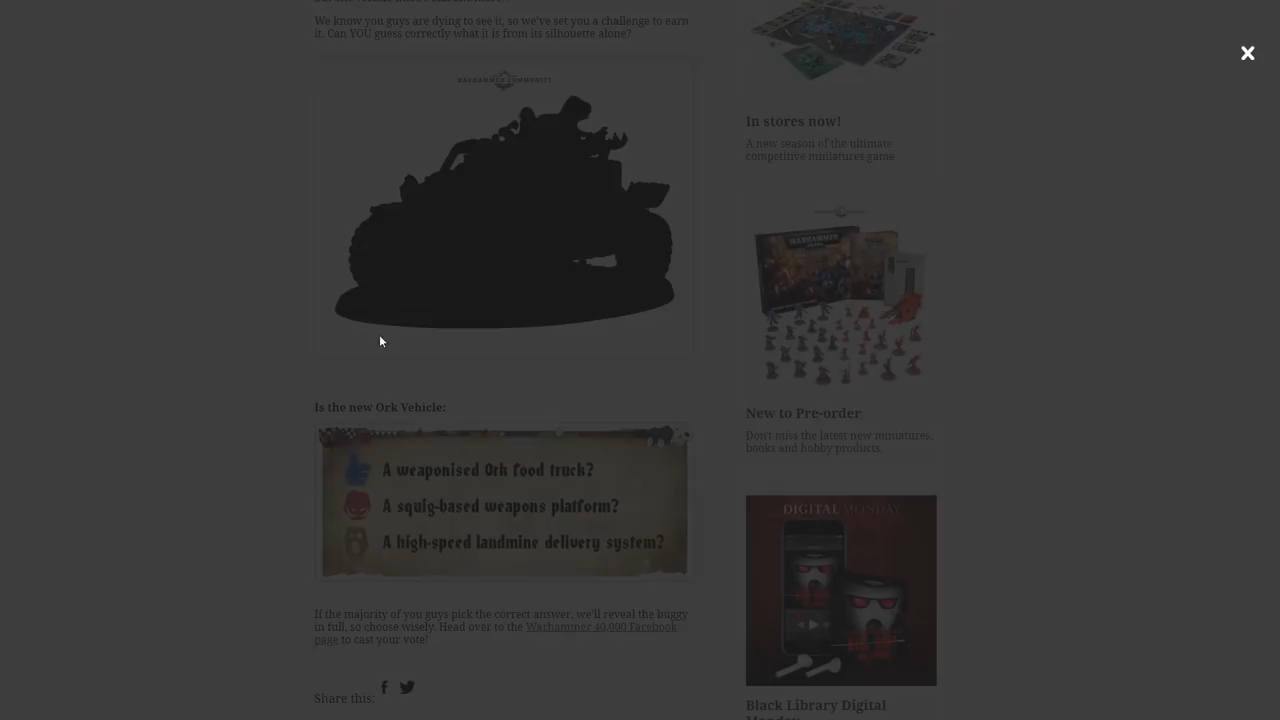 We know you guys are dying to see it, so we've set you a challenge to earn
it. Can YOU guess correctly what it is from its silhouette alone?
WARHAMMER COMMUNITY
Is the new Ork Vehicle:
A weaponised Ork food truck?
A squig-based weapons platform?
A high-speed landmine delivery system?
If the majority of you guys pick the correct answer, we'll reveal the buggy
in full, so choose wisely. Head over to the Warhammer 40,000 Facebook
page to cast your vote!
Share this:
In stores now!
A new season of the ultimate
competitive miniatures game
WARHAMMER
New to Pre-order
Don't miss the latest new miniatures,
books and hobby products.
DIGITAL MONDAY
Black Library Digital
Monday